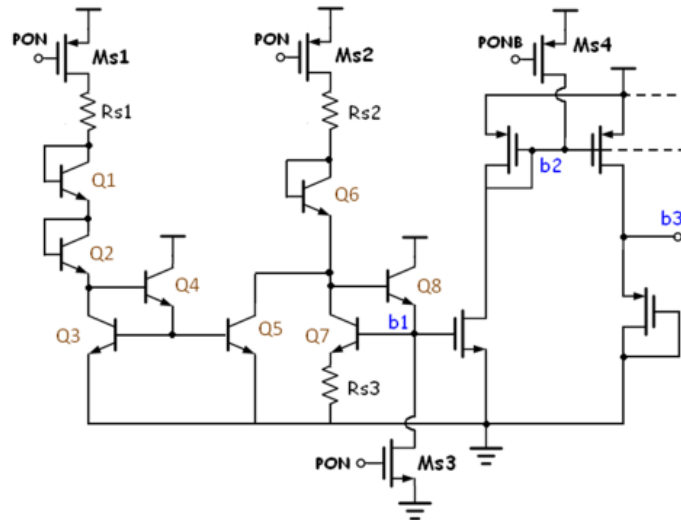 PON
Ms1
PON
Ms2
PONB
Ms4
Rs1
Rs2
b2
Q1
Q6
b3
Q2
Q4
Q8
Q3
Q5
Q7
b1
Rs3
PON
Ms3